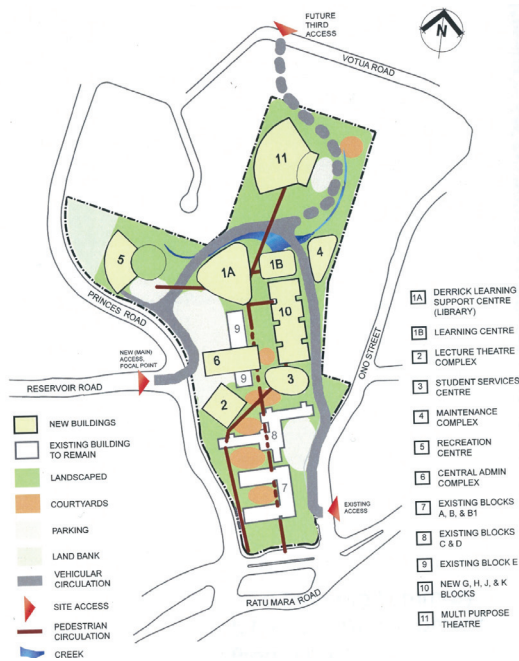 FUTURE
THIRD
ACCESS
N
VOTUA ROAD
11
5
1A
1B
4
PRINCES ROAD
10
9
NEW (MAIN)
ACCESS,
FOCAL POINT
6
ONO STREET
RESERVOIR ROAD
9
3
2
8
7
EXISTING
ACCESS
RATU MARA ROAD
NEW BUILDINGS
EXISTING BUILDING
TO REMAIN
LANDSCAPED
COURTYARDS
PARKING
LAND BANK
VEHICULAR
CIRCULATION
SITE ACCESS
PEDESTRIAN
CIRCULATION
CREEK
1A DERRICK LEARNING
SUPPORT CENTRE
(LIBRARY)
1B LEARNING CENTRE
2 LECTURE THEATRE
COMPLEX
3 STUDENT SERVICES
CENTRE
4 MAINTENANCE
COMPLEX
5 RECREATION
CENTRE
6 CENTRAL ADMIN
COMPLEX
7 EXISTING BLOCKS
A, B, & B1
8 EXISTING BLOCKS
C & D
9 EXISTING BLOCK E
10 NEW G, H, J, & K
BLOCKS
11 MULTI PURPOSE
THEATRE